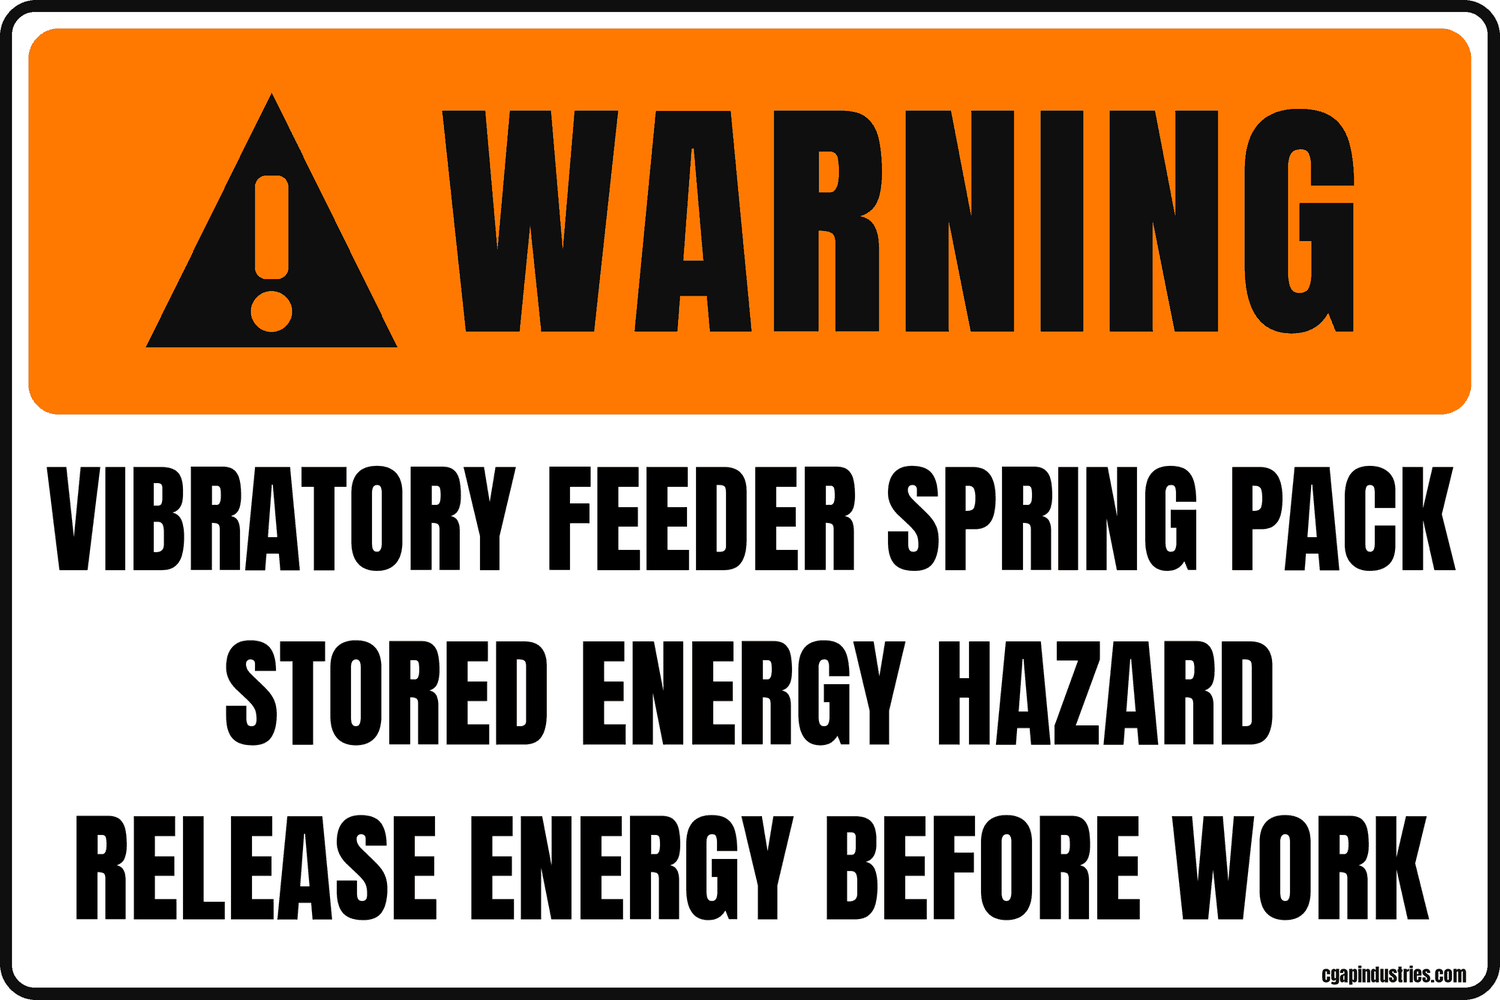 WARNING
VIBRATORY FEEDER SPRING PACK
STORED ENERGY HAZARD
RELEASE ENERGY BEFORE WORK
cgapindustries.com